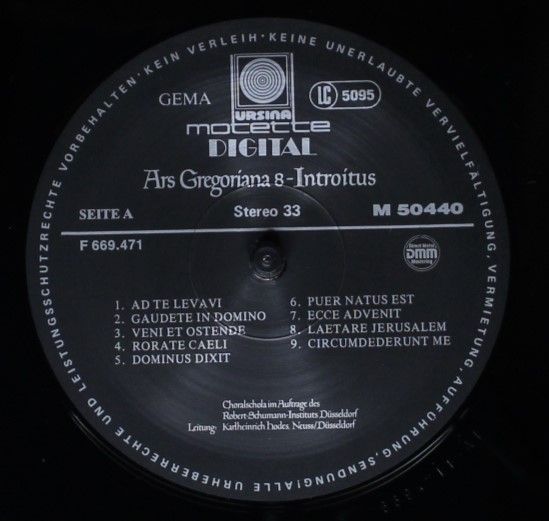 ALLE URHEBERRECHTE UND LEISTUNGSSCHUTZRECHTE VORBEHALTEN·KEIN VERLEIH·KEINE UNERLAUBTE VERVIELFÄLTIGUNG, VERMIETUNG, AUFFÜHRUNG, SENDUNG!
URSINA
GEMA
LC 5095
motette
DIGITAL
Ars Gregoriana 8-Introitus
SEITE A
Stereo 33
M 50440
F 669.471
Direct Metal
DMM
Mastering
1. AD TE LEVAVI
2. GAUDETE IN DOMINO
3. VENI ET OSTENDE
4. RORATE CAELI
5. DOMINUS DIXIT
6. PUER NATUS EST
7. ECCE ADVENIT
8. LAETARE JERUSALEM
9. CIRCUMDEDERUNT ME
Choralschola im Auftrage des
Robert-Schumann-Instituts Düsseldorf
Leitung: Karlheinrich Hodes, Neuss/Düsseldorf